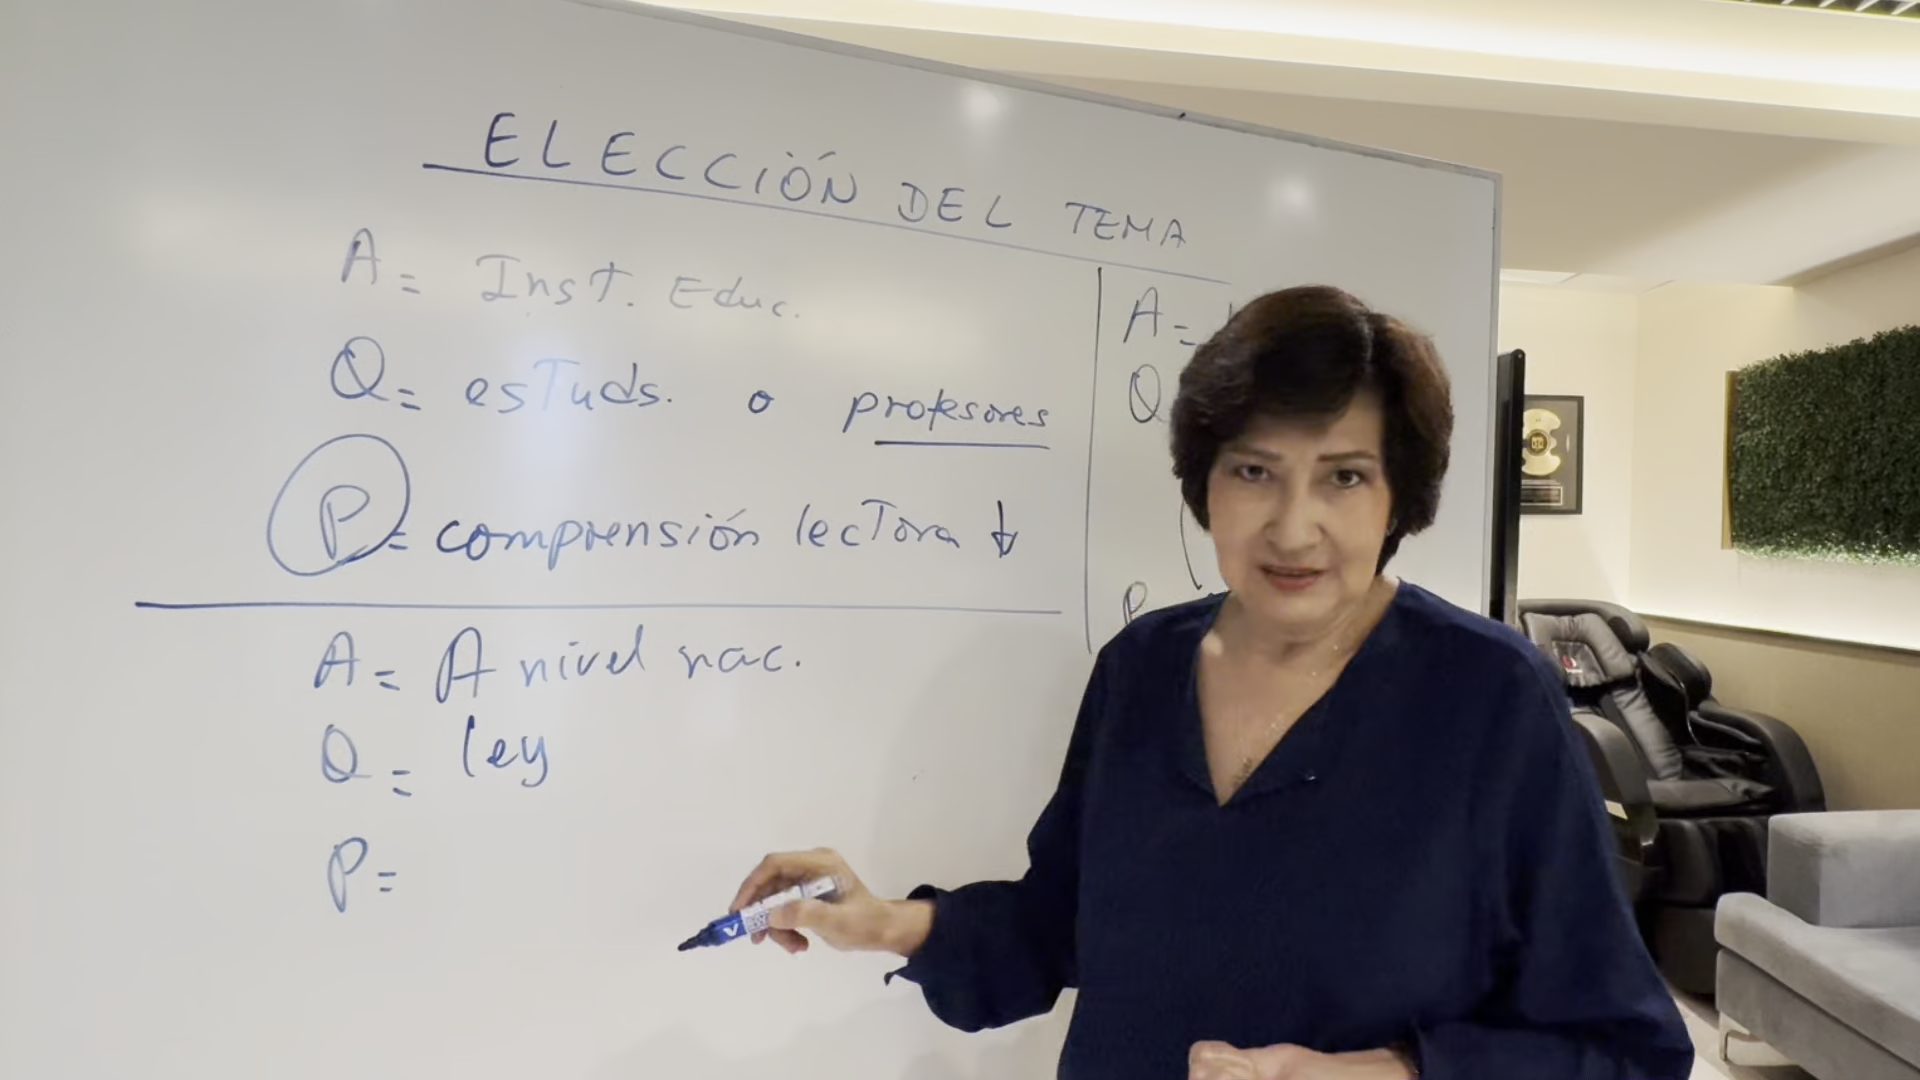 ELECCIÓN DEL TEMA
A = Inst. Educ.
Q = estuds. o profesores
P = comprensión lectora ↓
A = A nivel nac.
Q = ley
P =
A =
Q
P
V